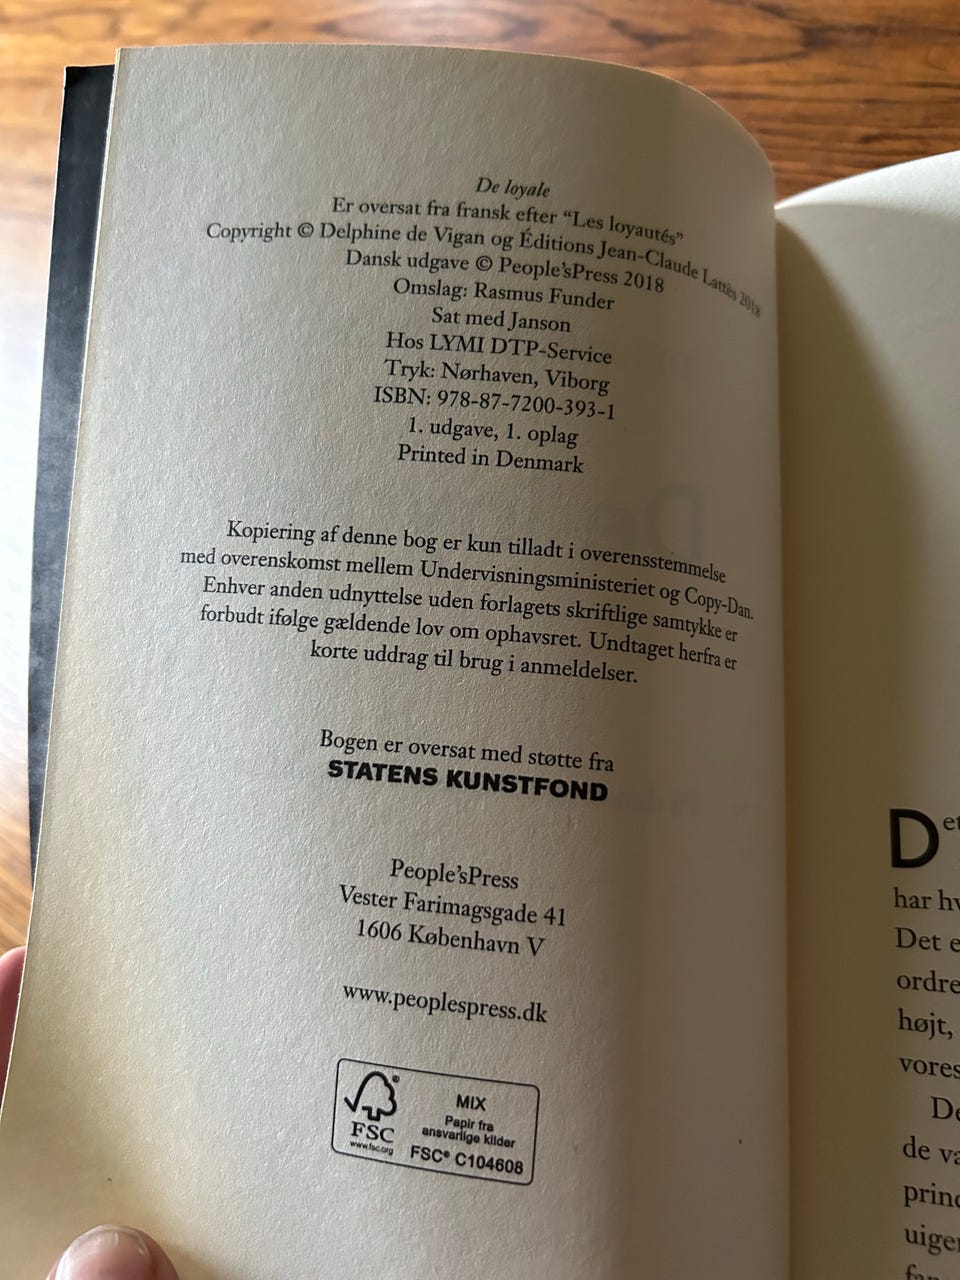 De loyale
Er oversat fra fransk efter “Les loyautés”
Copyright © Delphine de Vigan og Éditions Jean-Claude Lattès 2018
Dansk udgave © People’sPress 2018
Omslag: Rasmus Funder
Sat med Janson
Hos LYMI DTP-Service
Tryk: Nørhaven, Viborg
ISBN: 978-87-7200-393-1
1. udgave, 1. oplag
Printed in Denmark
Kopiering af denne bog er kun tilladt i overensstemmelse
med overenskomst mellem Undervisningsministeriet og Copy-Dan.
Enhver anden udnyttelse uden forlagets skriftlige samtykke er
forbudt ifølge gældende lov om ophavsret. Undtaget herfra er
korte uddrag til brug i anmeldelser.
Bogen er oversat med støtte fra
STATENS KUNSTFOND
People’sPress
Vester Farimagsgade 41
1606 København V
www.peoplespress.dk
FSC
www.fsc.org
MIX
Papir fra
ansvarlige kilder
FSC® C104608
Det
har
Det
ordre
højt,
vores
de